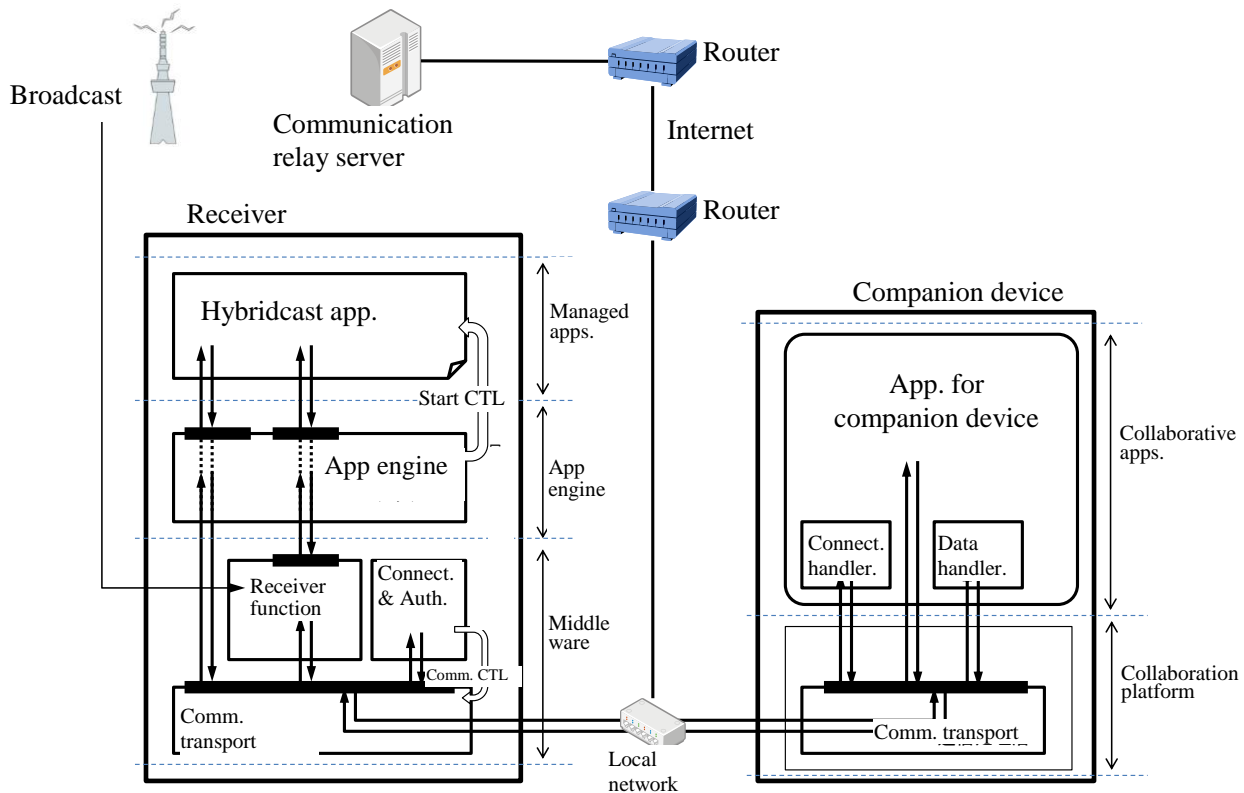 Broadcast
Communication
relay server
Router
Internet
Router
Receiver
Hybridcast app.
Managed
apps.
Start CTL
App engine
App
engine
Receiver
function
Connect.
& Auth.
Middle
ware
Comm. CTL
Comm.
transport
Local
network
Companion device
App. for
companion device
Collaborative
apps.
Connect.
handler.
Data
handler.
Collaboration
platform
Comm. transport